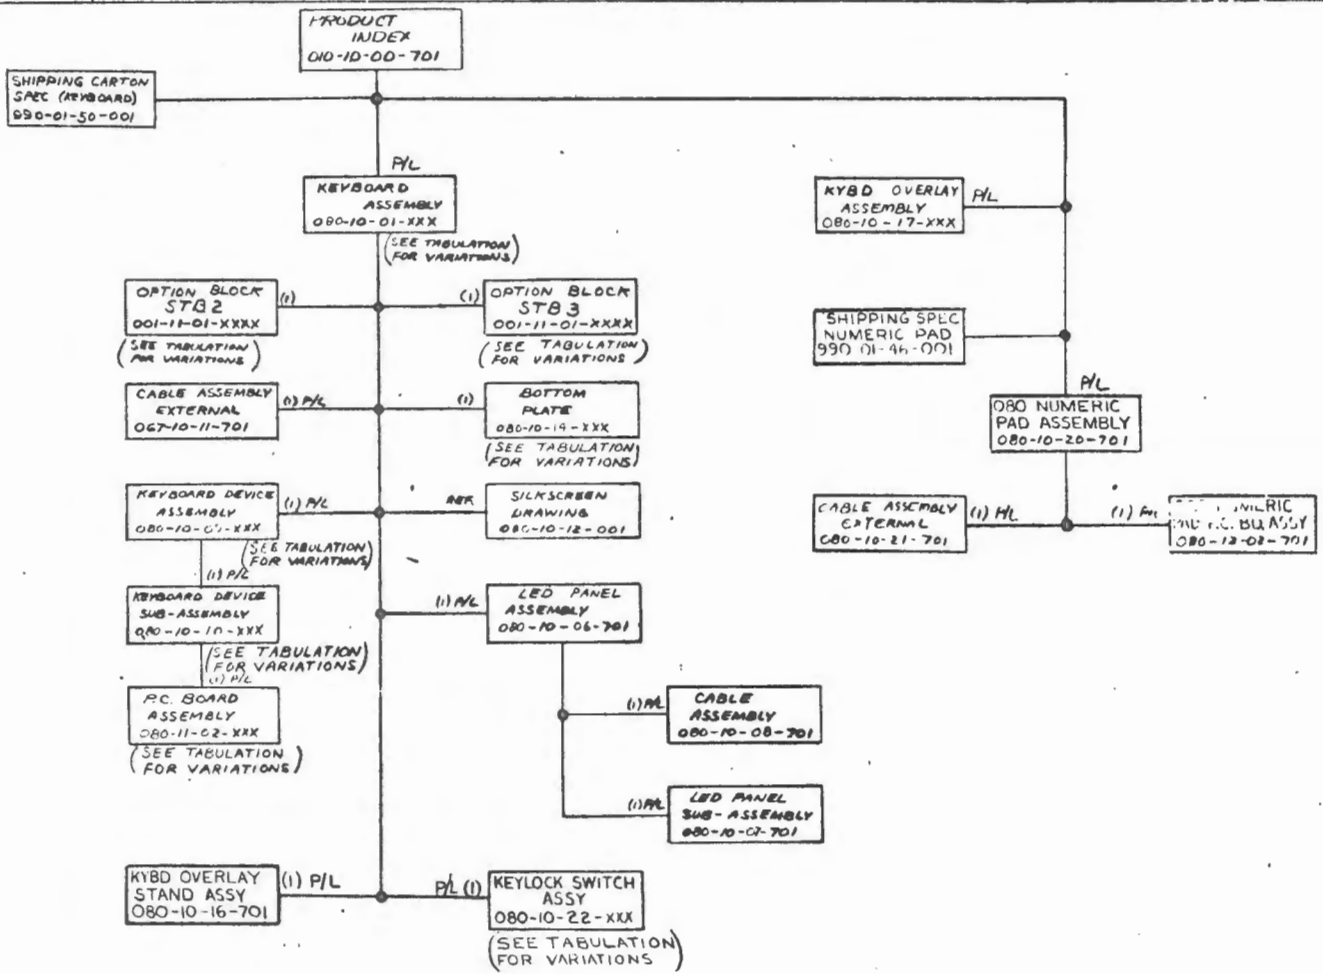 PRODUCT
INDEX
010-10-00-701
SHIPPING CARTON
SPEC (KEYBOARD)
990-01-50-001
P/L
KEYBOARD
ASSEMBLY
080-10-01-XXX
(SEE TABULATION
FOR VARIATIONS)
KYBD OVERLAY
ASSEMBLY
080-10-17-XXX
P/L
OPTION BLOCK
STB2
001-11-01-XXXX
(1)
(SEE TABULATION
FOR VARIATIONS)
(1)
OPTION BLOCK
STB3
001-11-01-XXXX
(SEE TABULATION
FOR VARIATIONS)
SHIPPING SPEC
NUMERIC PAD
990 01-46-001
CABLE ASSEMBLY
EXTERNAL
067-10-11-701
(1) P/L
(1)
BOTTOM
PLATE
080-10-14-XXX
(SEE TABULATION
FOR VARIATIONS)
P/L
080 NUMERIC
PAD ASSEMBLY
080-10-20-701
KEYBOARD DEVICE
ASSEMBLY
(1) P/L
(SEE TABULATION
FOR VARIATIONS)
REF.
SILKSCREEN
DRAWING
080-10-12-001
CABLE ASSEMBLY
EXTERNAL
080-10-21-701
(1) P/L
(1)
ASSY
(1) P/L
KEYBOARD DEVICE
SUB-ASSEMBLY
080-10-10-XXX
(SEE TABULATION
FOR VARIATIONS)
(1) P/L
(1) P/L
LED PANEL
ASSEMBLY
080-10-06-701
P.C. BOARD
ASSEMBLY
080-11-02-XXX
(SEE TABULATION
FOR VARIATIONS)
(1) P/L
CABLE
ASSEMBLY
080-10-08-701
(1) P/L
LED PANEL
SUB-ASSEMBLY
080-10-07-701
KYBD OVERLAY
STAND ASSY
080-10-16-701
(1) P/L
P/L (1)
KEYLOCK SWITCH
ASSY
080-10-22-XXX
(SEE TABULATION
FOR VARIATIONS)